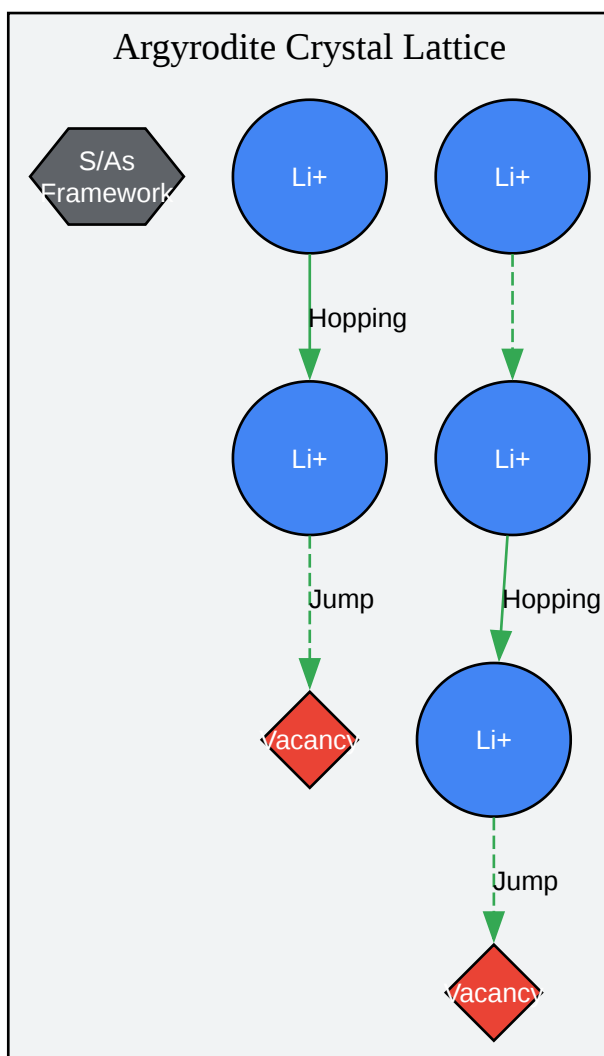 Argyrodite Crystal Lattice
S/As
Framework
Li+
Li+
Hopping
Li+
Li+
Jump
Hopping
Vacancy
Li+
Jump
Vacancy